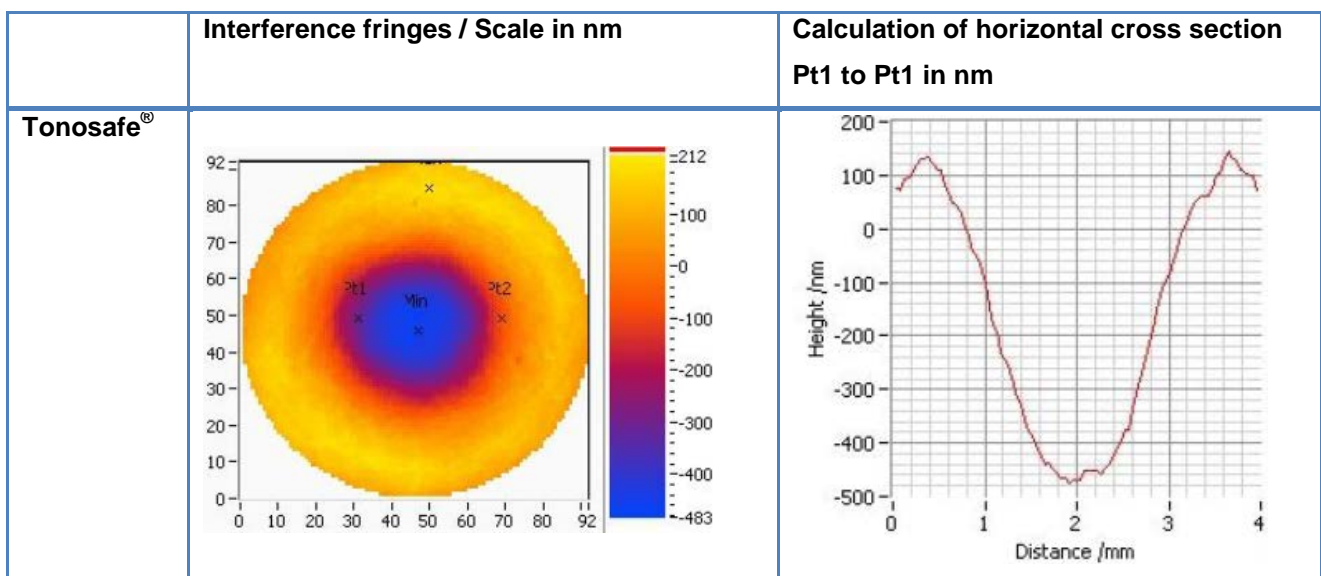 Interference fringes / Scale in nm
Calculation of horizontal cross section
Pt1 to Pt1 in nm
Tonosafe®
92
80
70
60
50
40
30
20
10
0
0 10 20 30 40 50 60 70 80 92
Pt1
Min
Pt2
212
-100
-0
-100
-200
-300
-400
-483
Height /nm
200
100
0
-100
-200
-300
-400
-500
0 1 2 3 4
Distance /mm